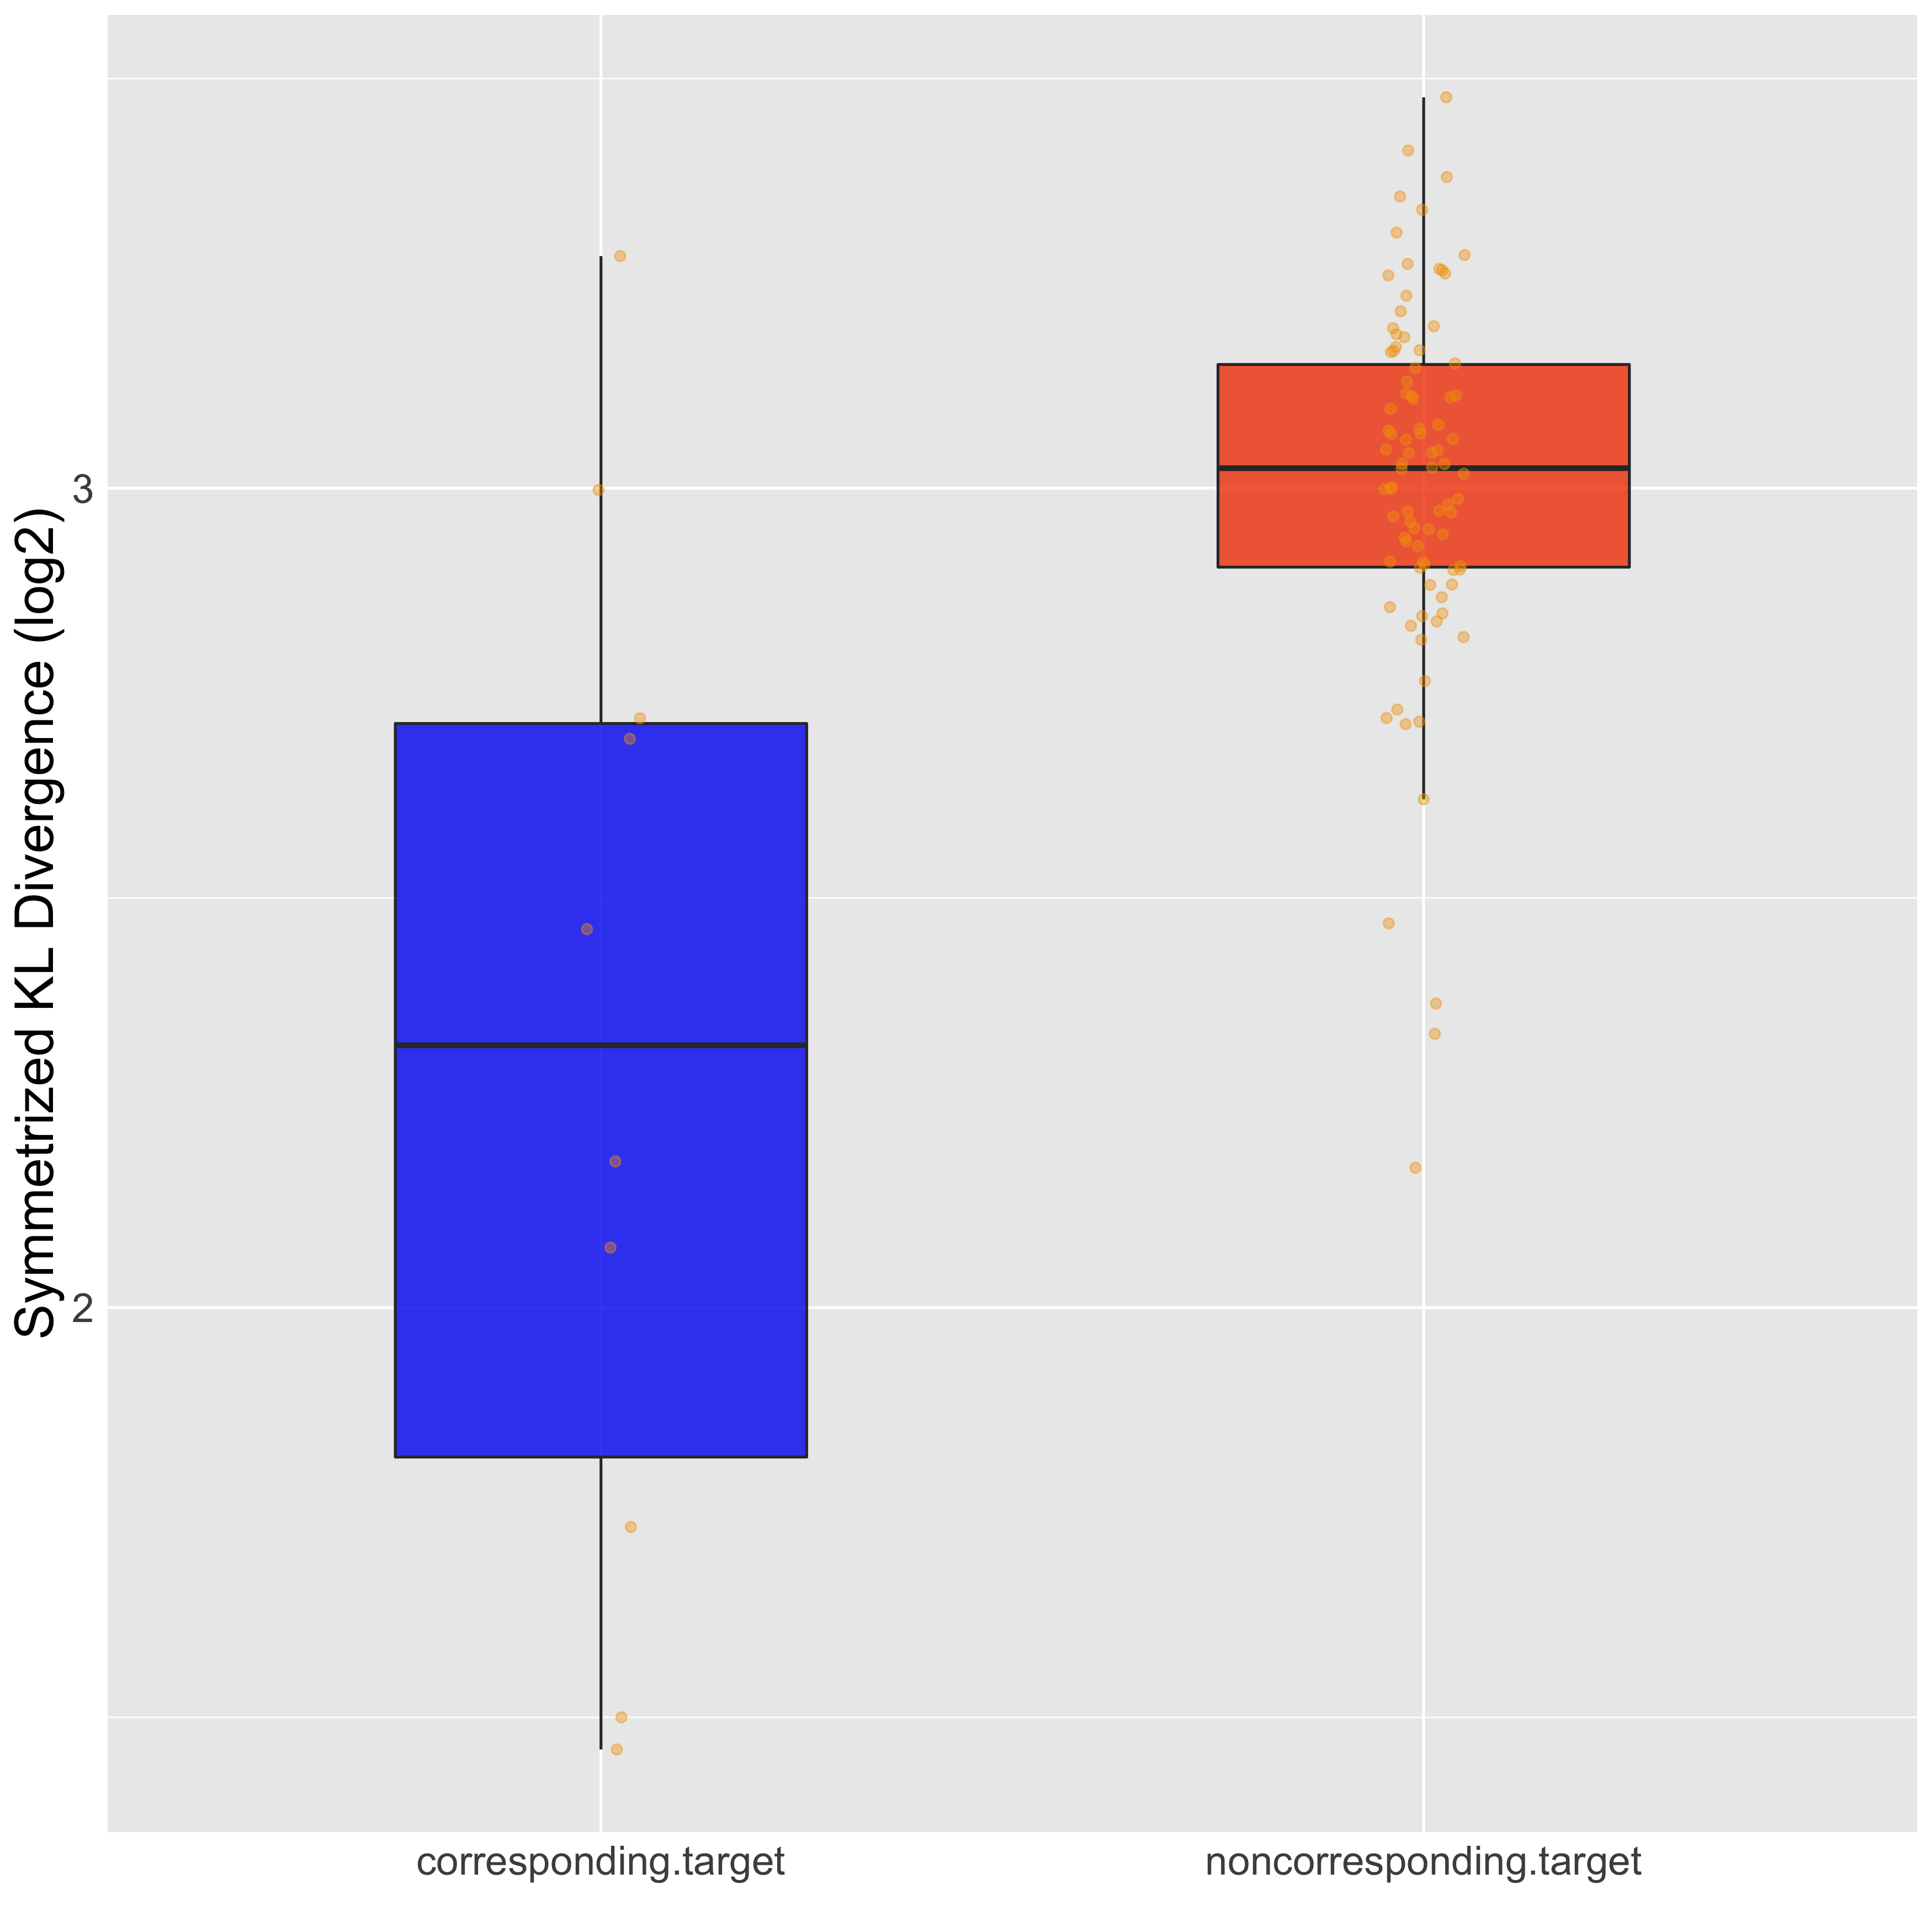 Symmetrized KL Divergence (log2)
3
2
corresponding.target
noncorresponding.target